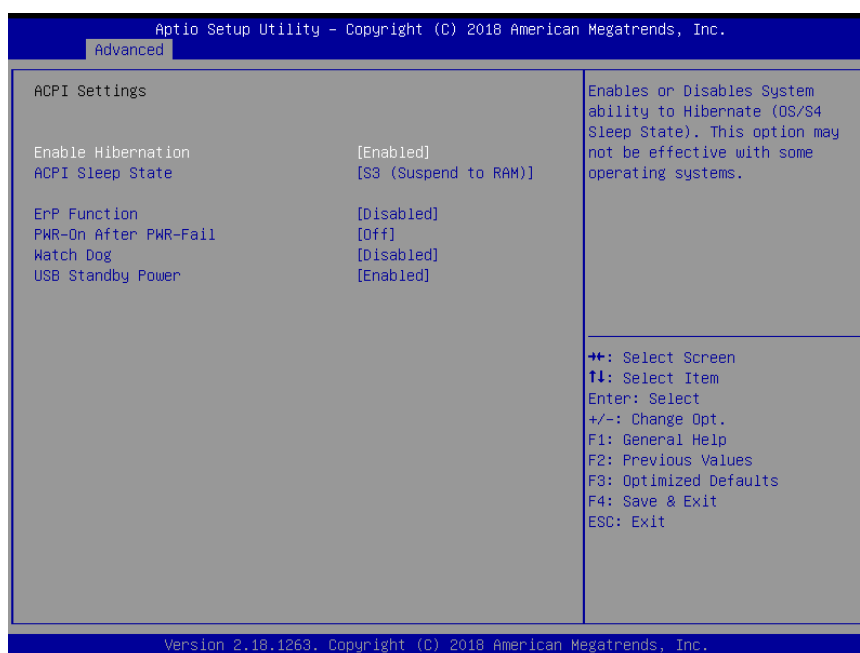 Aptio Setup Utility – Copyright (C) 2018 American Megatrends, Inc.
Advanced
ACPI Settings
Enable Hibernation [Enabled]
ACPI Sleep State [S3 (Suspend to RAM)]
ErP Function [Disabled]
PWR-On After PWR-Fail [Off]
Watch Dog [Disabled]
USB Standby Power [Enabled]
Enables or Disables System
ability to Hibernate (OS/S4
Sleep State). This option may
not be effective with some
operating systems.
→←: Select Screen
↑↓: Select Item
Enter: Select
+/-: Change Opt.
F1: General Help
F2: Previous Values
F3: Optimized Defaults
F4: Save & Exit
ESC: Exit
Version 2.18.1263. Copyright (C) 2018 American Megatrends, Inc.